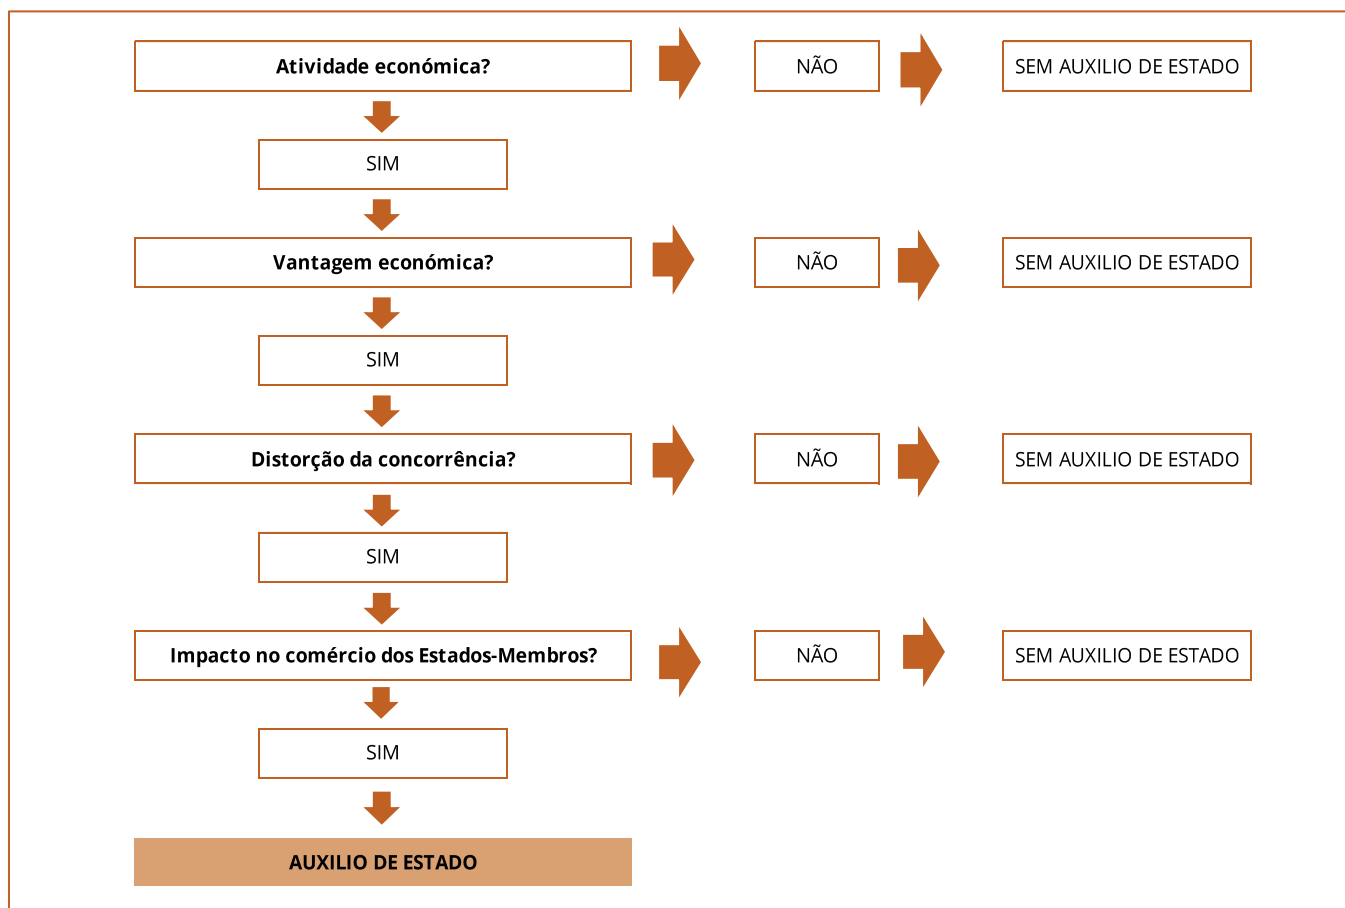 Atividade económica?
NÃO
SEM AUXILIO DE ESTADO
SIM
Vantagem económica?
NÃO
SEM AUXILIO DE ESTADO
SIM
Distorção da concorrência?
NÃO
SEM AUXILIO DE ESTADO
SIM
Impacto no comércio dos Estados-Membros?
NÃO
SEM AUXILIO DE ESTADO
SIM
AUXILIO DE ESTADO